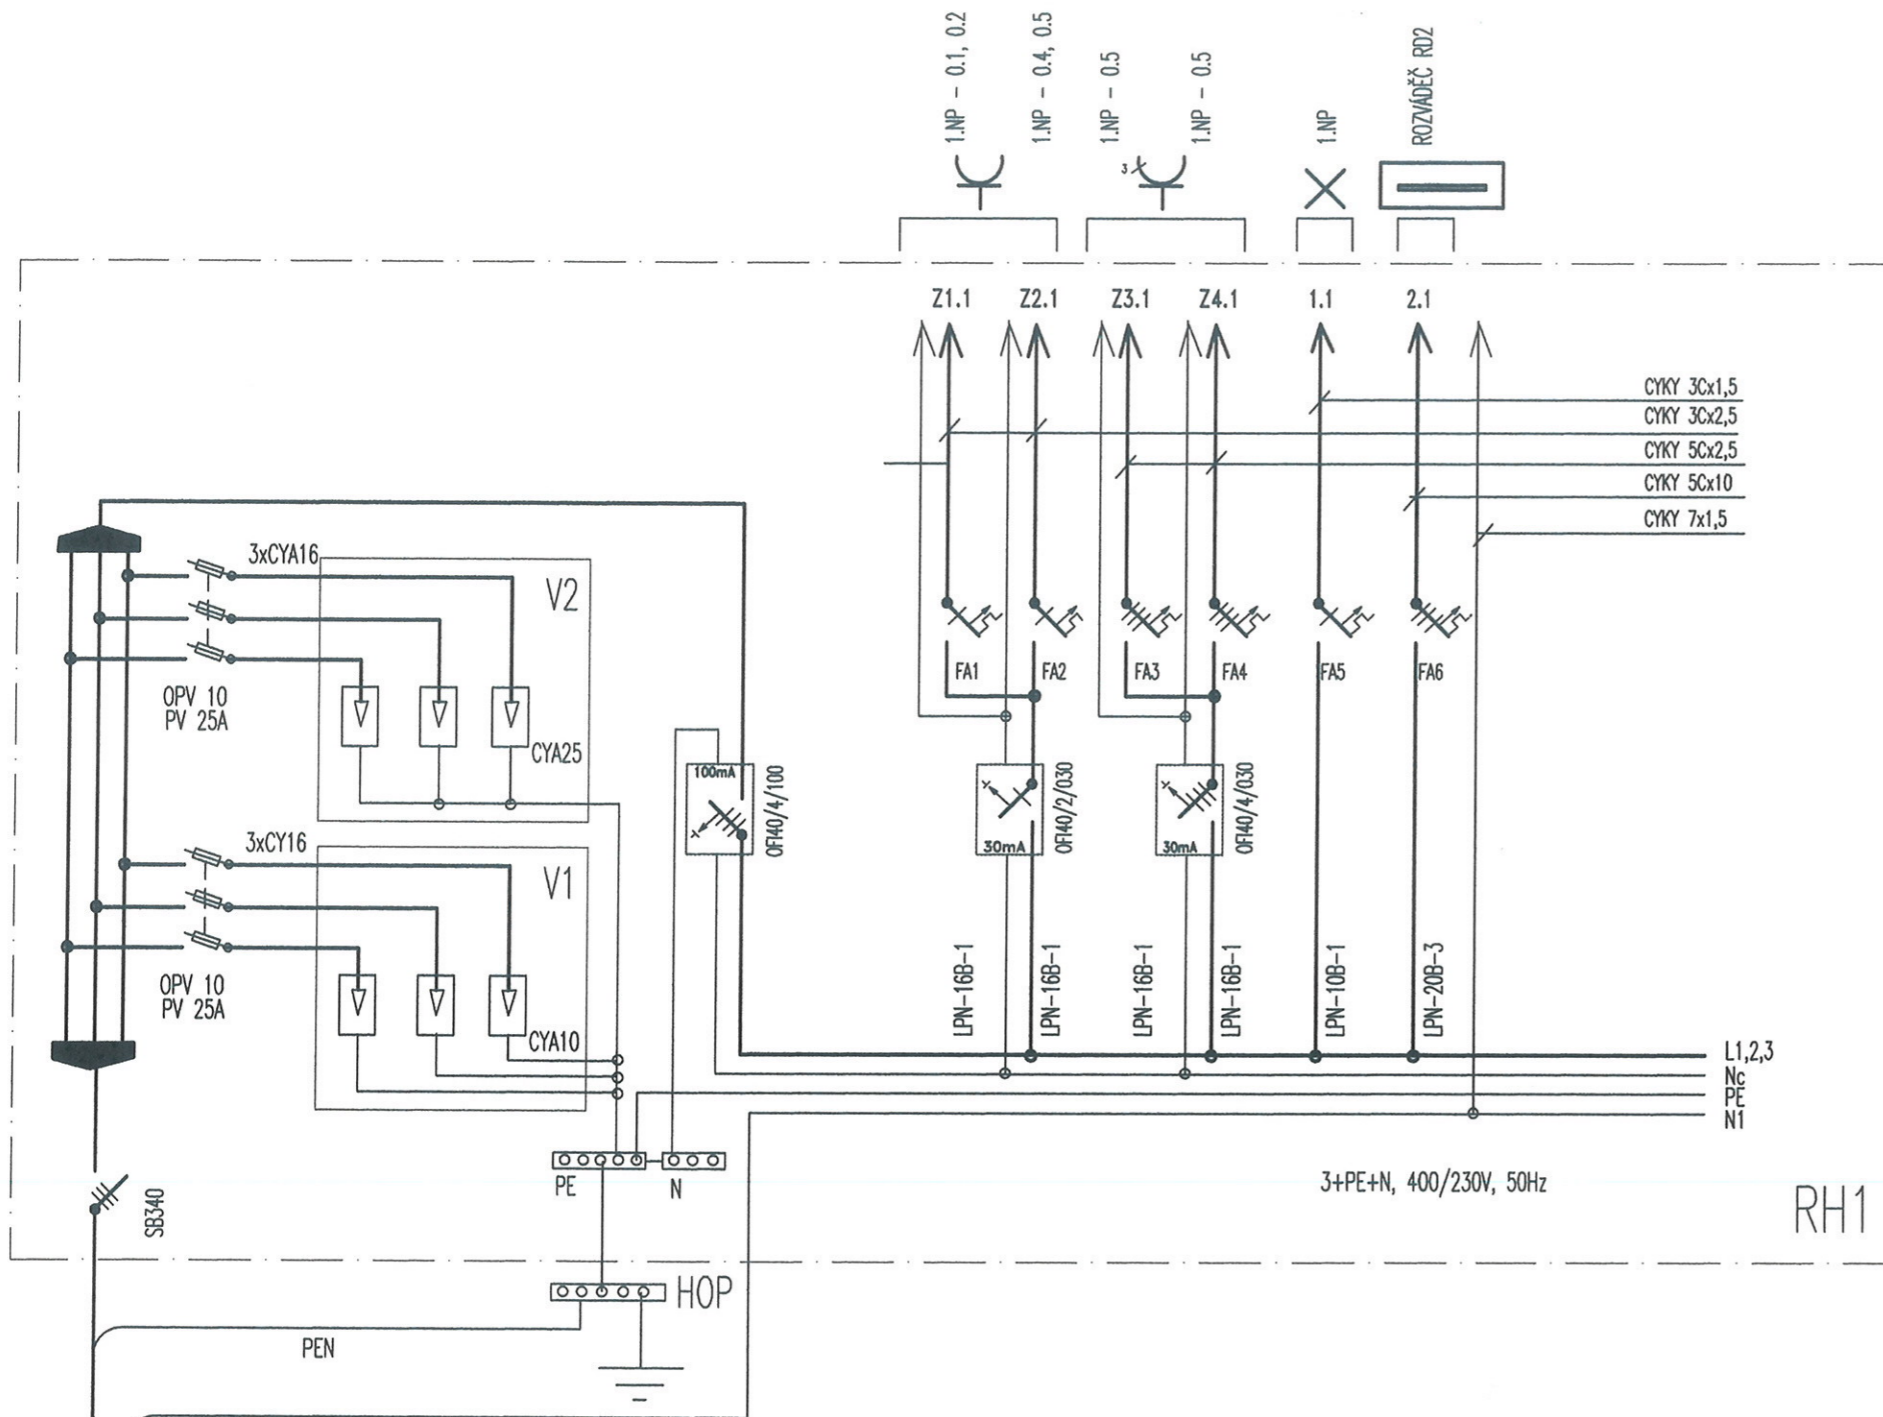 1.NP - 0.1, 0.2
1.NP - 0.4, 0.5
1.NP - 0.5
3
1.NP - 0.5
1.NP
ROZVÁDĚČ RD2
Z1.1
Z2.1
Z3.1
Z4.1
1.1
2.1
CYKY 3Cx1,5
CYKY 3Cx2,5
CYKY 5Cx2,5
CYKY 5Cx10
CYKY 7x1,5
3xCYA16
V2
OPV 10
PV 25A
CYA25
FA1
FA2
FA3
FA4
FA5
FA6
100mA
OFI40/4/100
30mA
OFI40/2/030
30mA
OFI40/4/030
3xCY16
V1
OPV 10
PV 25A
CYA10
LPN-16B-1
LPN-16B-1
LPN-16B-1
LPN-16B-1
LPN-10B-1
LPN-20B-3
L1,2,3
Nc
PE
N1
PE
N
3+PE+N, 400/230V, 50Hz
RH1
SB340
HOP
PEN